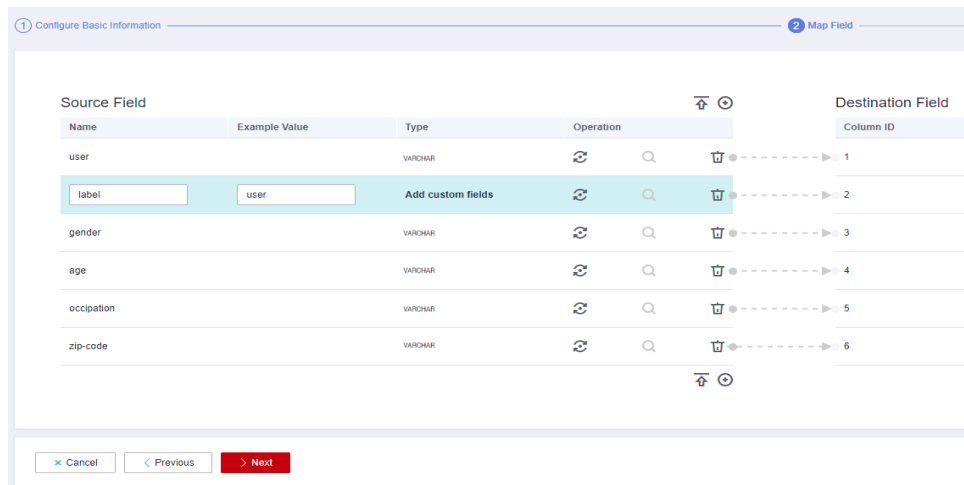 1 Configure Basic Information
2 Map Field
Source Field
Destination Field
Name Example Value Type Operation
Column ID
user VARCHAR 1
label user Add custom fields 2
gender VARCHAR 3
age VARCHAR 4
occipation VARCHAR 5
zip-code VARCHAR 6
× Cancel < Previous > Next